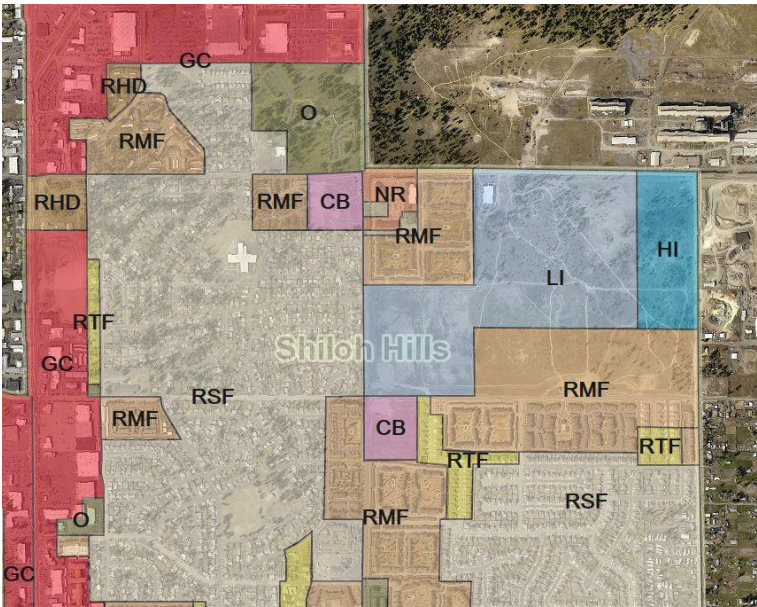 GC
RHD
O
RMF
RHD
RMF
CB
NR
RMF
HI
LI
RTF
Shiloh Hills
GC
RMF
RSF
RMF
CB
RTF
RTF
RSF
O
RMF
GC